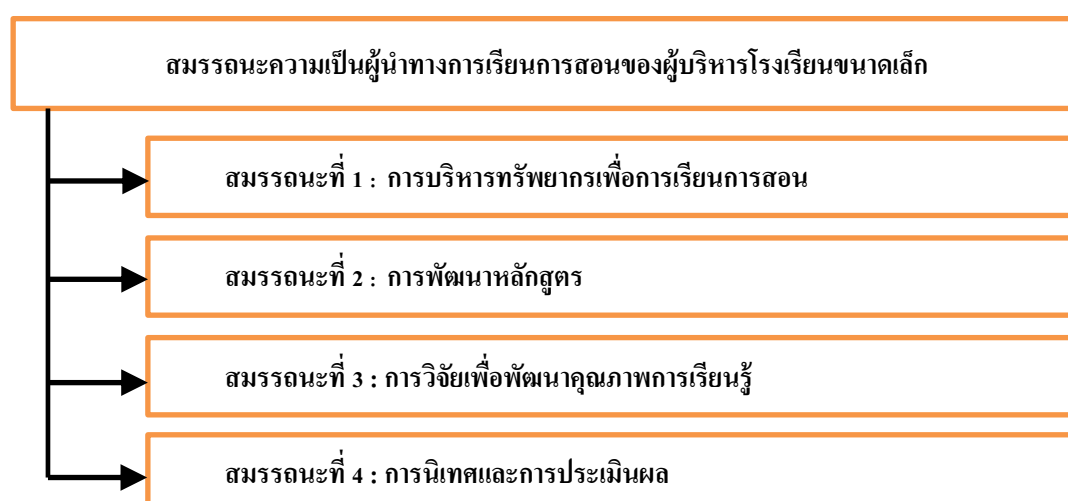 สมรรถนะความเป็นผู้นำทางการเรียนการสอนของผู้บริหารโรงเรียนขนาดเล็ก
สมรรถนะที่ 1 : การบริหารทรัพยากรเพื่อการเรียนการสอน
สมรรถนะที่ 2 : การพัฒนาหลักสูตร
สมรรถนะที่ 3 : การวิจัยเพื่อพัฒนาคุณภาพการเรียนรู้
สมรรถนะที่ 4 : การนิเทศและการประเมินผล